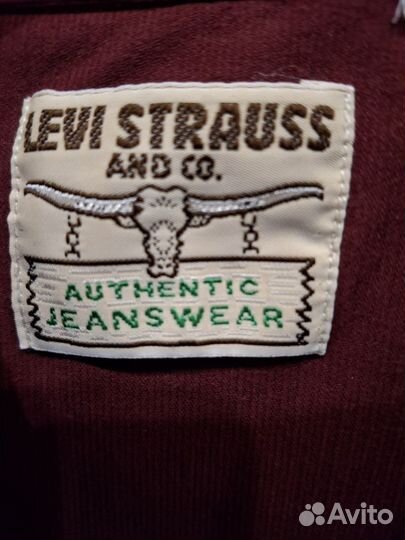 LEVI STRAUSS
AND CO.
AUTHENTIC
JEANSWEAR
Avito